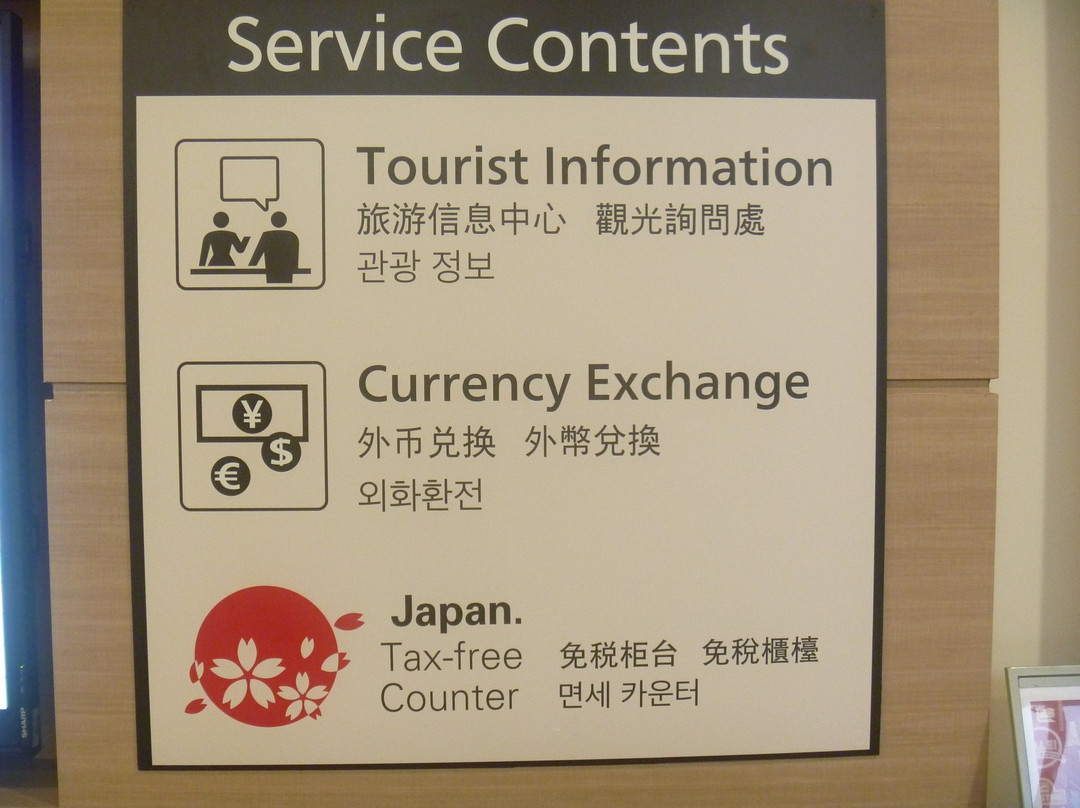 Service Contents
Tourist Information
旅游信息中心 觀光詢問處
관광 정보
¥
$
€
Currency Exchange
外币兑换 外幣兌換
외화환전
Japan.
Tax-free 免税柜台 免稅櫃檯
Counter 면세 카운터
SHARP